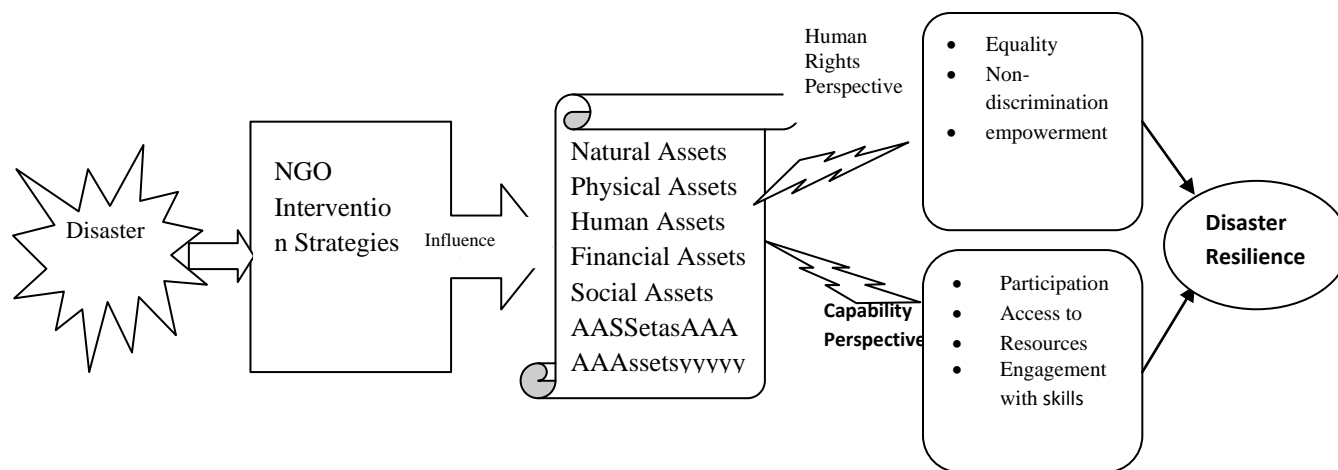 Disaster
NGO
Interventio
n Strategies
Influence
Natural Assets
Physical Assets
Human Assets
Financial Assets
Social Assets
AASSetasAAA
AAAssetsvvvvv
Human
Rights
Perspective
• Equality
• Non-
discrimination
• empowerment
Capability
Perspective
• Participation
• Access to
• Resources
• Engagement
with skills
Disaster
Resilience